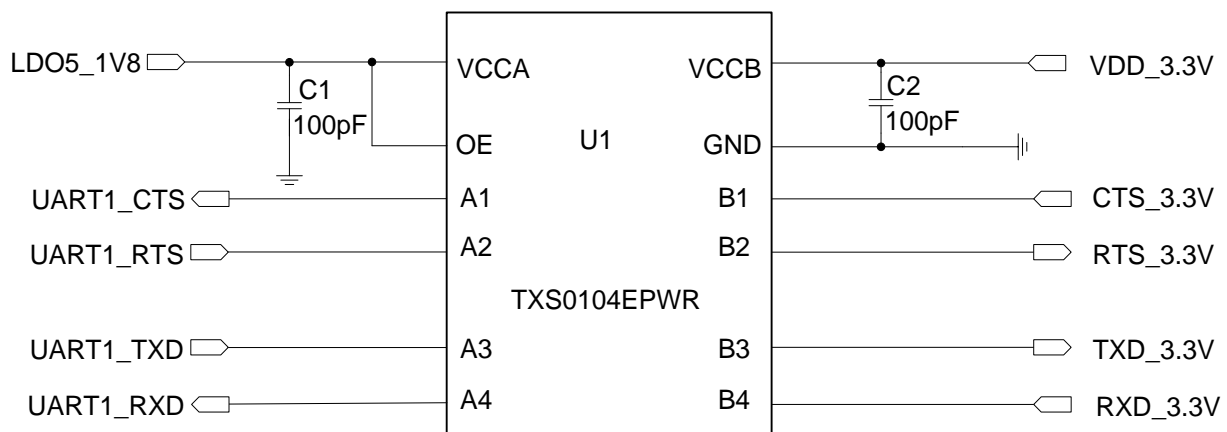 LDO5_1V8
VCCA
VCCB
VDD_3.3V
C1
100pF
C2
100pF
OE
U1
GND
UART1_CTS
A1
B1
CTS_3.3V
UART1_RTS
A2
B2
RTS_3.3V
TXS0104EPWR
UART1_TXD
A3
B3
TXD_3.3V
UART1_RXD
A4
B4
RXD_3.3V